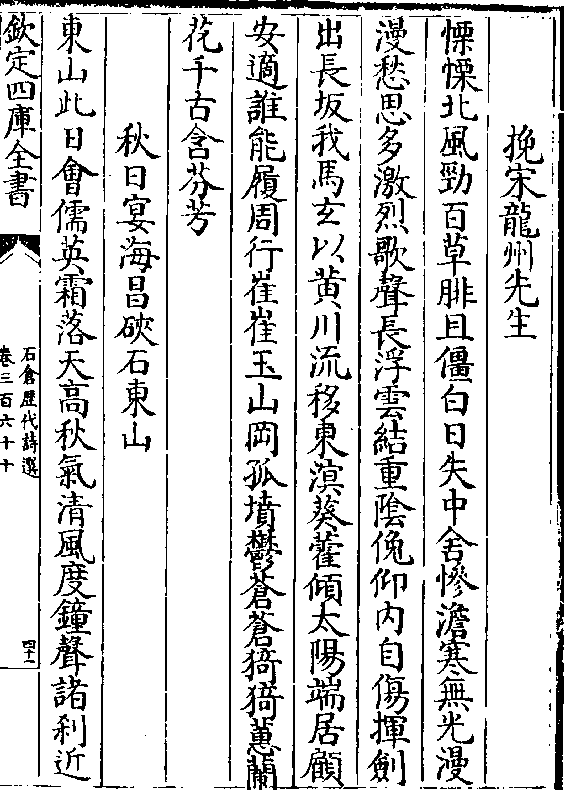 挽宋龍州先生
慄慄北風勁百草腓且僵白日失中舍慘澹寒無光漫
漫愁思多激烈歌聲長浮雲結重陰俛仰内自傷揮劍
出長坂我馬玄以黄川流移東溟葵藿傾太陽端居顧
安適誰能履周行崔崔玉山岡孤墳鬱蒼蒼猗猗蕙蘭
花千古含芬芳
秋日宴海昌硤石東山
東山此日會儒英霜落天高秋氣清風度鐘聲諸刹近
欽定四庫全書
石倉歷代詩選
卷三百六十十
四十二